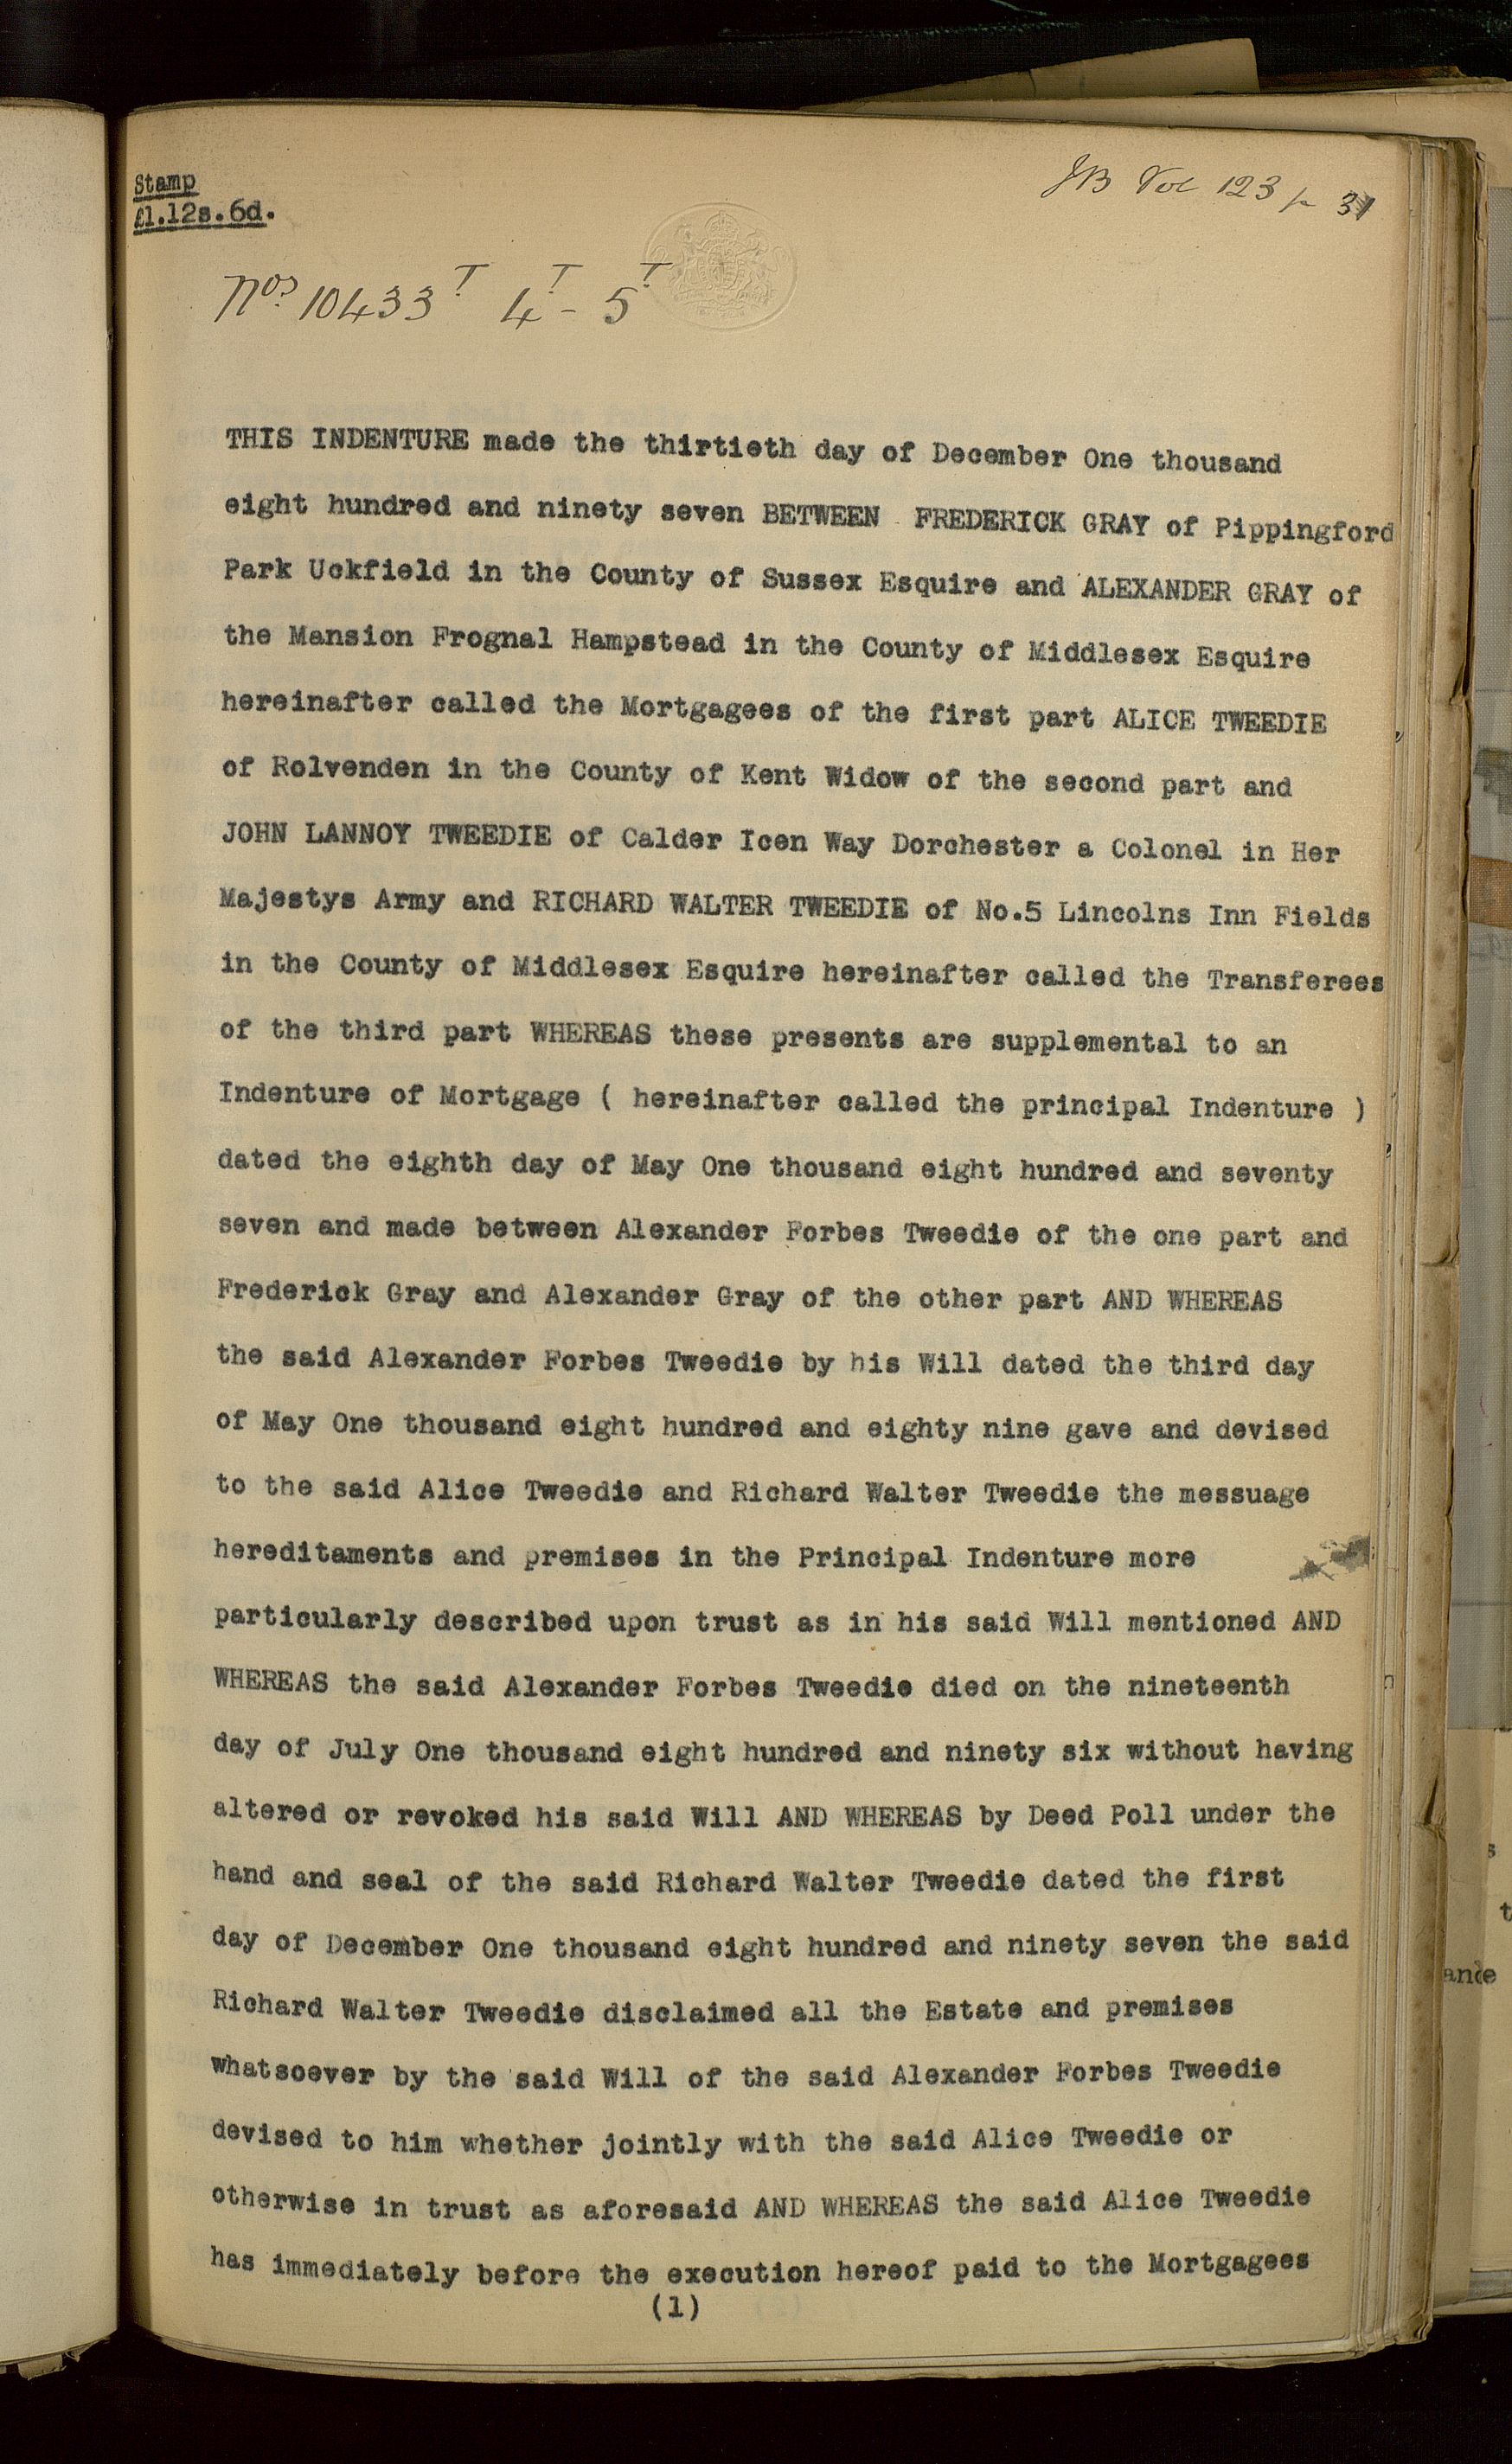 Stamp
£1.12s.6d.
JB Vol 123 p 31
Nos 10433T 4T - 5T
THIS INDENTURE made the thirtieth day of December One thousand
eight hundred and ninety seven BETWEEN FREDERICK GRAY of Pippingford
Park Uckfield in the County of Sussex Esquire and ALEXANDER GRAY of
the Mansion Frognal Hampstead in the County of Middlesex Esquire
hereinafter called the Mortgagees of the first part ALICE TWEEDIE
of Rolvenden in the County of Kent Widow of the second part and
JOHN LANNOY TWEEDIE of Calder Icen Way Dorchester a Colonel in Her
Majestys Army and RICHARD WALTER TWEEDIE of No.5 Lincolns Inn Fields
in the County of Middlesex Esquire hereinafter called the Transferees
of the third part WHEREAS these presents are supplemental to an
Indenture of Mortgage ( hereinafter called the principal Indenture )
dated the eighth day of May One thousand eight hundred and seventy
seven and made between Alexander Forbes Tweedie of the one part and
Frederick Gray and Alexander Gray of the other part AND WHEREAS
the said Alexander Forbes Tweedie by his Will dated the third day
of May One thousand eight hundred and eighty nine gave and devised
to the said Alice Tweedie and Richard Walter Tweedie the messuage
hereditaments and premises in the Principal Indenture more
particularly described upon trust as in his said Will mentioned AND
WHEREAS the said Alexander Forbes Tweedie died on the nineteenth
day of July One thousand eight hundred and ninety six without having
altered or revoked his said Will AND WHEREAS by Deed Poll under the
hand and seal of the said Richard Walter Tweedie dated the first
day of December One thousand eight hundred and ninety seven the said
Richard Walter Tweedie disclaimed all the Estate and premises
whatsoever by the said Will of the said Alexander Forbes Tweedie
devised to him whether jointly with the said Alice Tweedie or
otherwise in trust as aforesaid AND WHEREAS the said Alice Tweedie
has immediately before the execution hereof paid to the Mortgagees
(1)